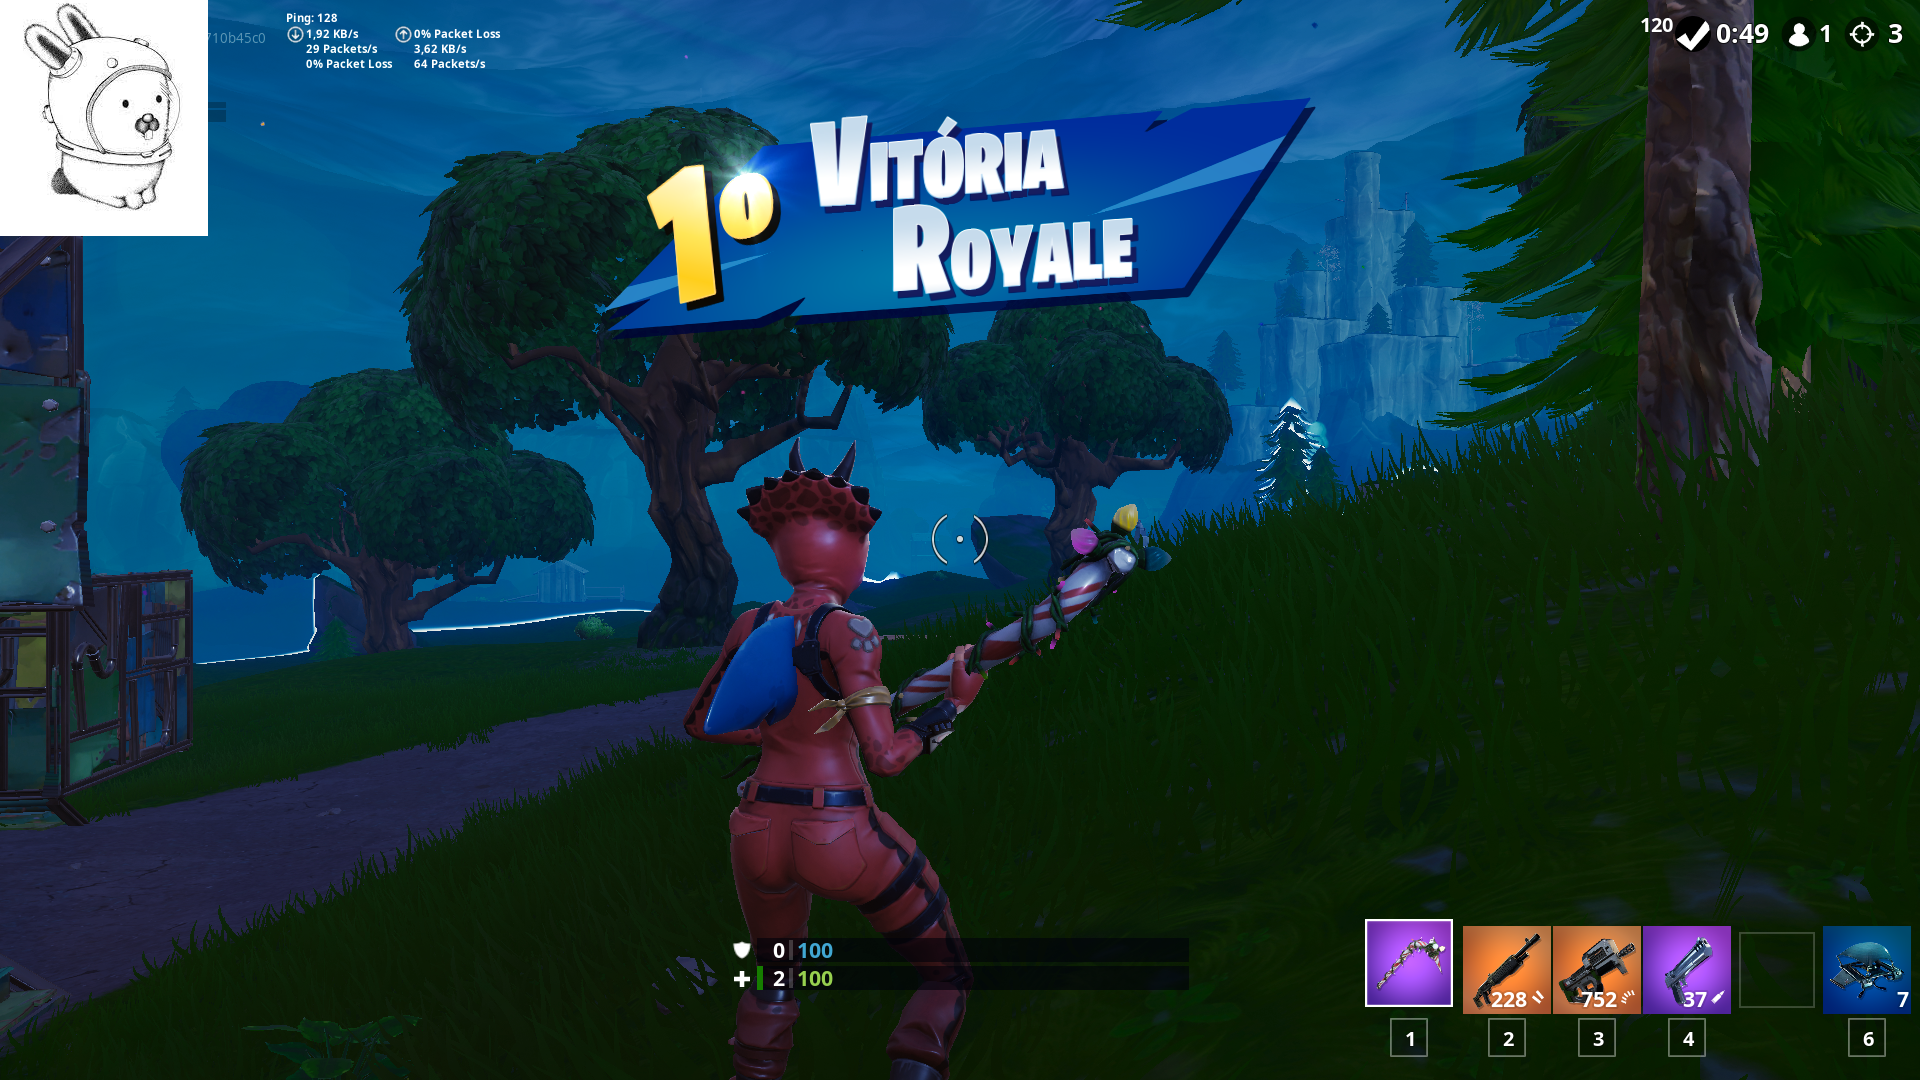 Ping: 128
710b45c0
1,92 KB/s
0% Packet Loss
29 Packets/s
3,62 KB/s
0% Packet Loss
64 Packets/s
120
0:49
1
3
1º
VITÓRIA
ROYALE
0 | 100
2 | 100
228
752
37
7
1
2
3
4
6